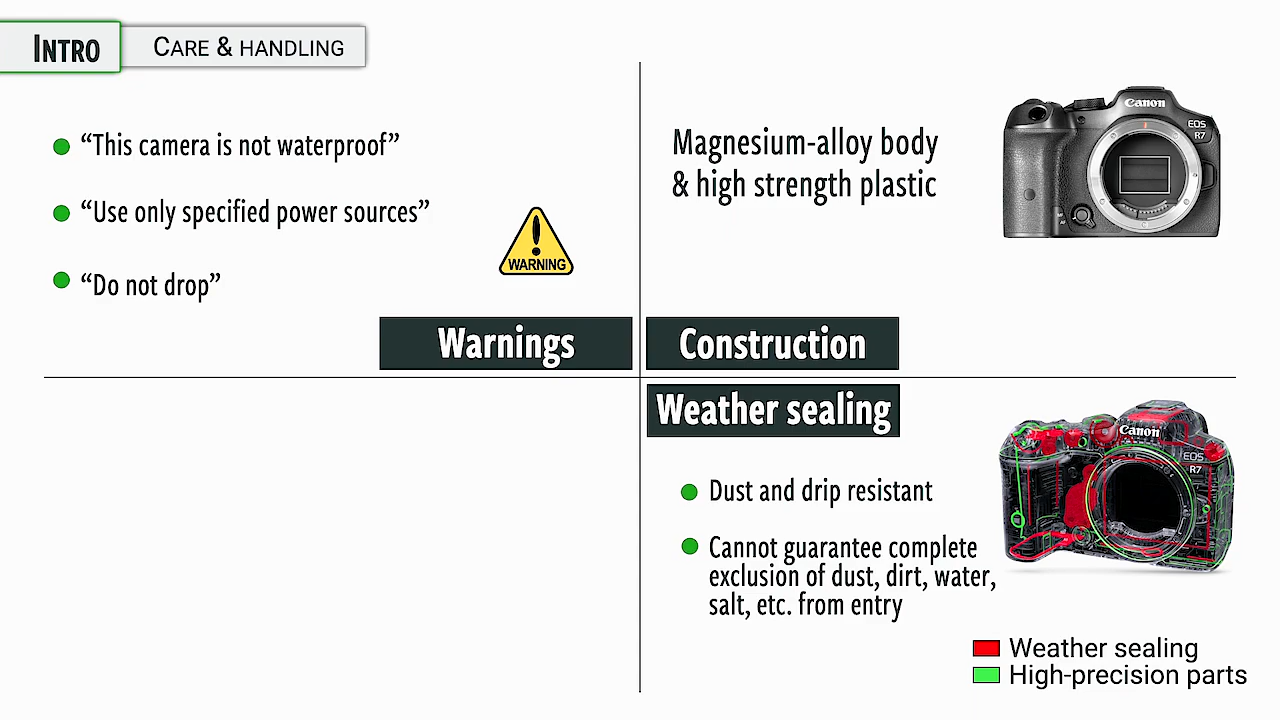 INTRO
CARE & HANDLING
“This camera is not waterproof”
“Use only specified power sources”
“Do not drop”
WARNING
Warnings
Magnesium-alloy body
& high strength plastic
Canon
EOS
R7
Construction
Weather sealing
Dust and drip resistant
Cannot guarantee complete
exclusion of dust, dirt, water,
salt, etc. from entry
Canon
EOS
R7
Weather sealing
High-precision parts